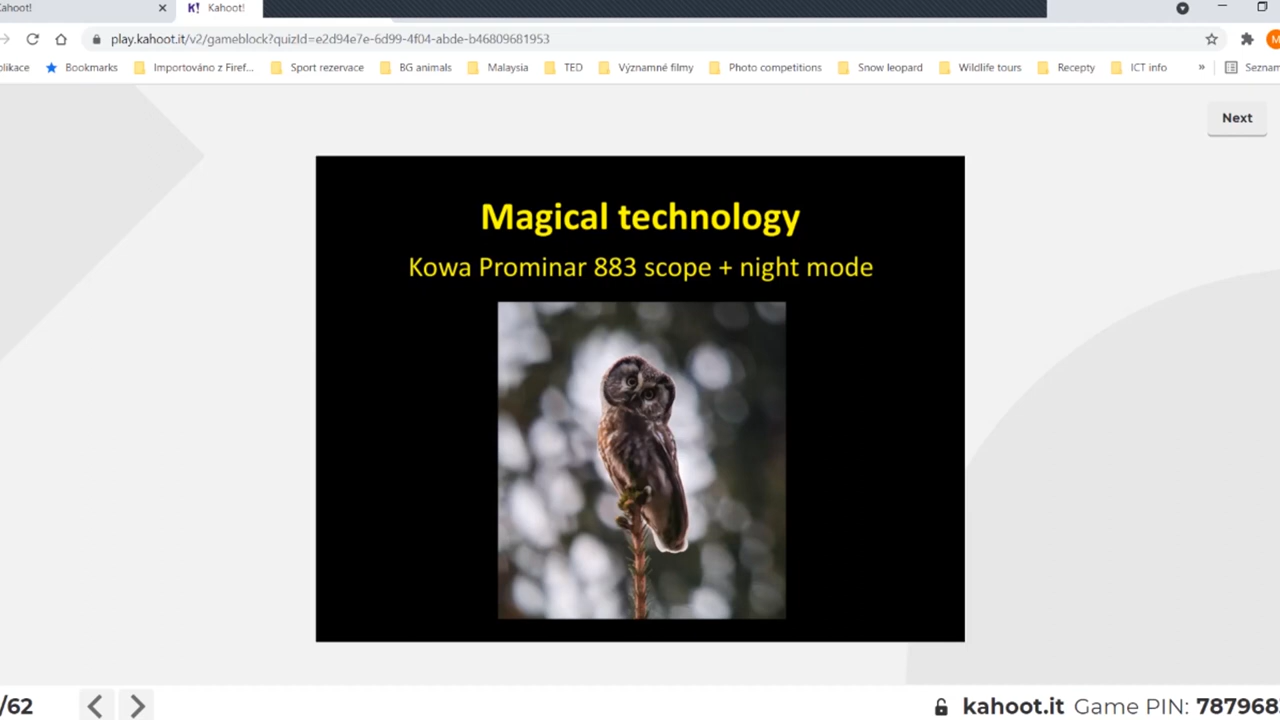 Kahoot!
K! Kahoot!
play.kahoot.it/v2/gameblock?quizId=e2d94e7e-6d99-4f04-abde-b46809681953
plikace Bookmarks Importováno z Firef... Sport rezervace BG animals Malaysia TED Významné filmy Photo competitions Snow leopard Wildlife tours Recepty ICT info » Seznam
Next
Magical technology
Kowa Prominar 883 scope + night mode
/62
kahoot.it Game PIN: 787968